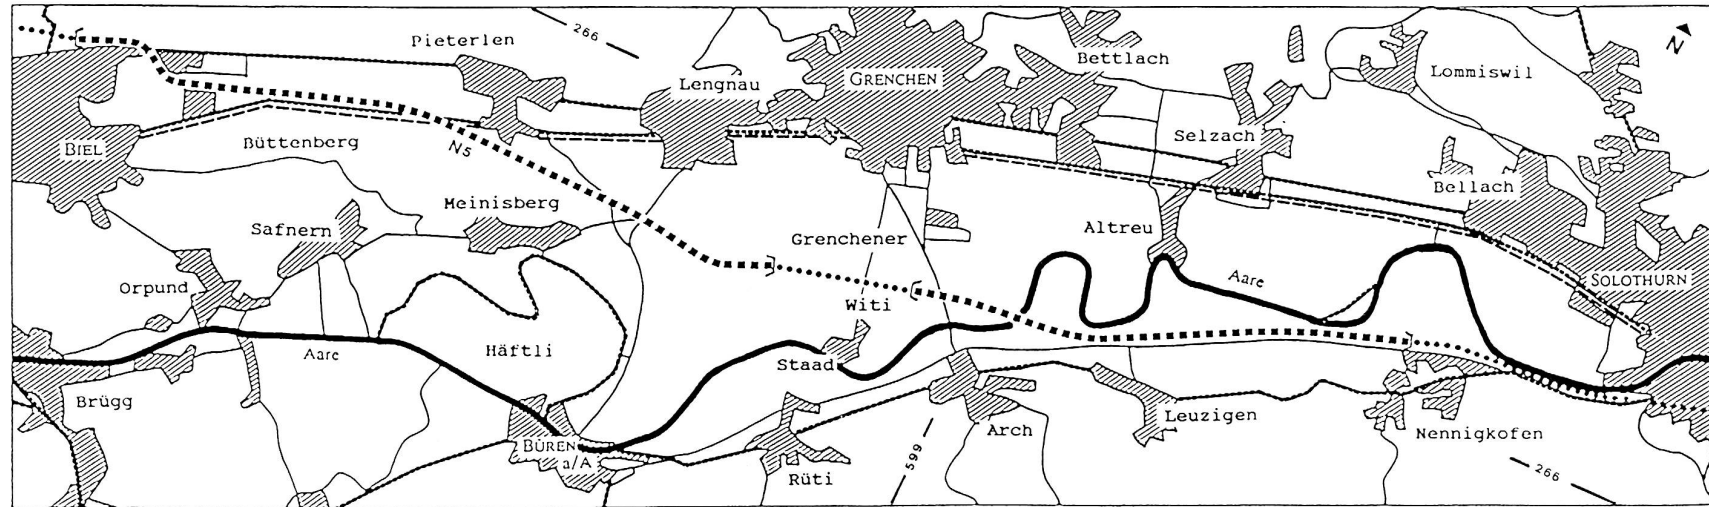 266
Pieterlen
Lengnau
GRENCHEN
Bettlach
Lommiswil
N
BIEL
Büttenberg
N5
Selzach
Bellach
Safnern
Meinisberg
Grenchener
Altreu
Orpund
Witi
Aare
SOLOTHURN
Aare
Häftli
Staad
Brügg
BÜREN
a/A
Rüti
Arch
Leuzigen
Nennigkofen
599
266